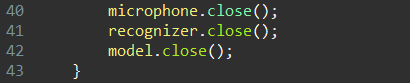 40 microphone.close();
41 recognizer.close();
42 model.close();
43 }